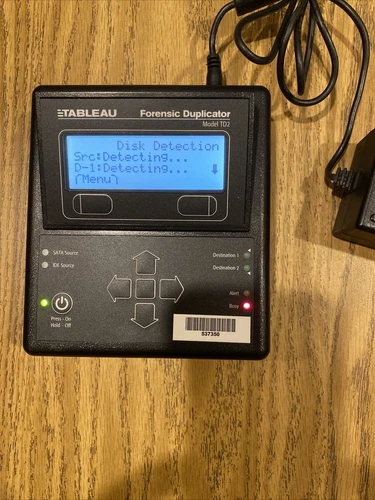 TABLEAU
Forensic Duplicator
Model TD2
Disk Detection
Src:Detecting...
D-1:Detecting...
(Menu)
SATA Source
IDE Source
Destination 1
Destination 2
Alert
Busy
Press - On
Hold - Off
837350